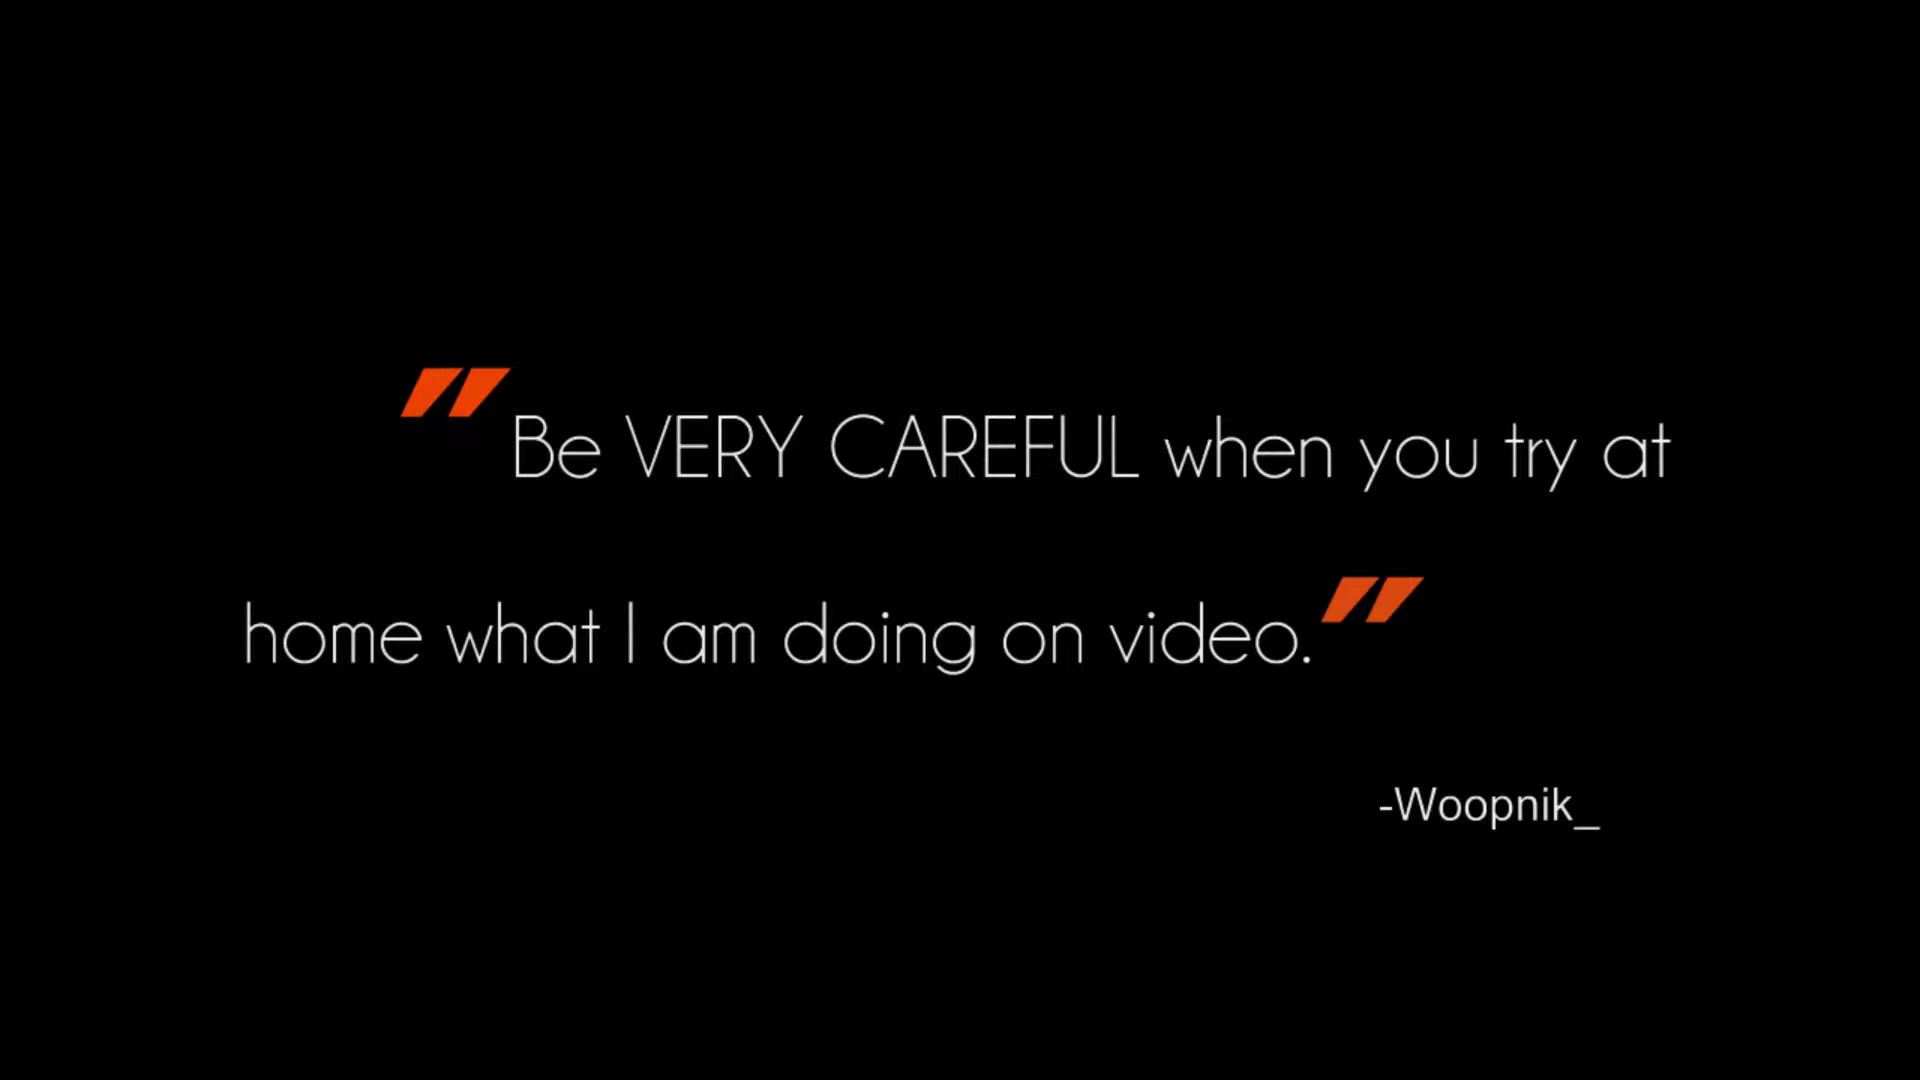 "Be VERY CAREFUL when you try at
home what I am doing on video."
-Woopnik_